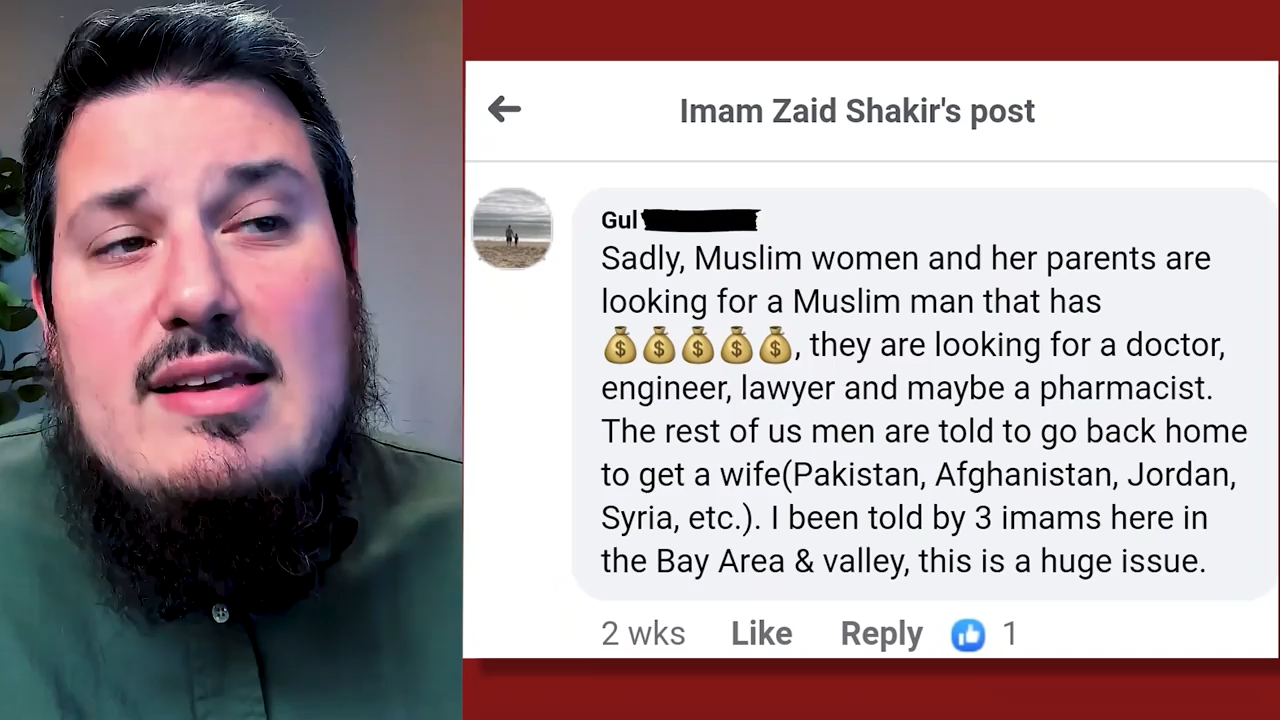 Imam Zaid Shakir's post
Gul
Sadly, Muslim women and her parents are
looking for a Muslim man that has
💰💰💰💰💰, they are looking for a doctor,
engineer, lawyer and maybe a pharmacist.
The rest of us men are told to go back home
to get a wife(Pakistan, Afghanistan, Jordan,
Syria, etc.). I been told by 3 imams here in
the Bay Area & valley, this is a huge issue.
2 wks Like Reply 1